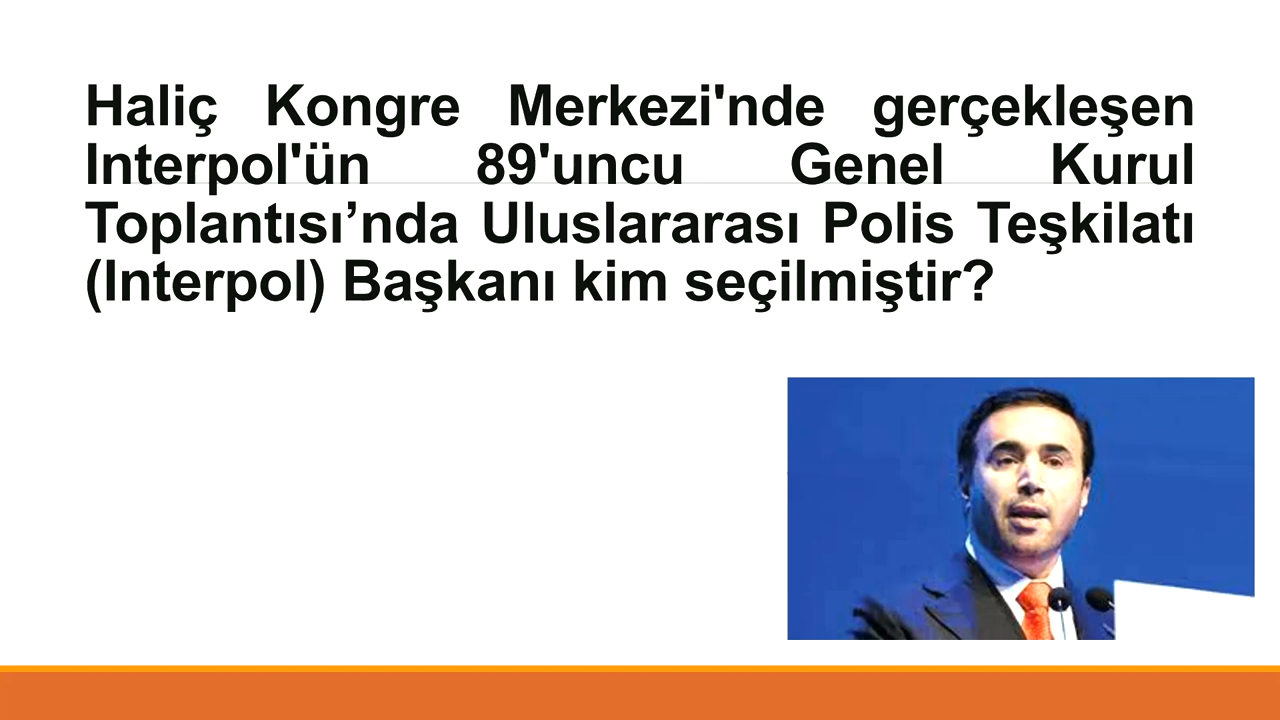 Haliç Kongre Merkezi'nde gerçekleşen
Interpol'ün 89'uncu Genel Kurul
Toplantısı’nda Uluslararası Polis Teşkilatı
(Interpol) Başkanı kim seçilmiştir?